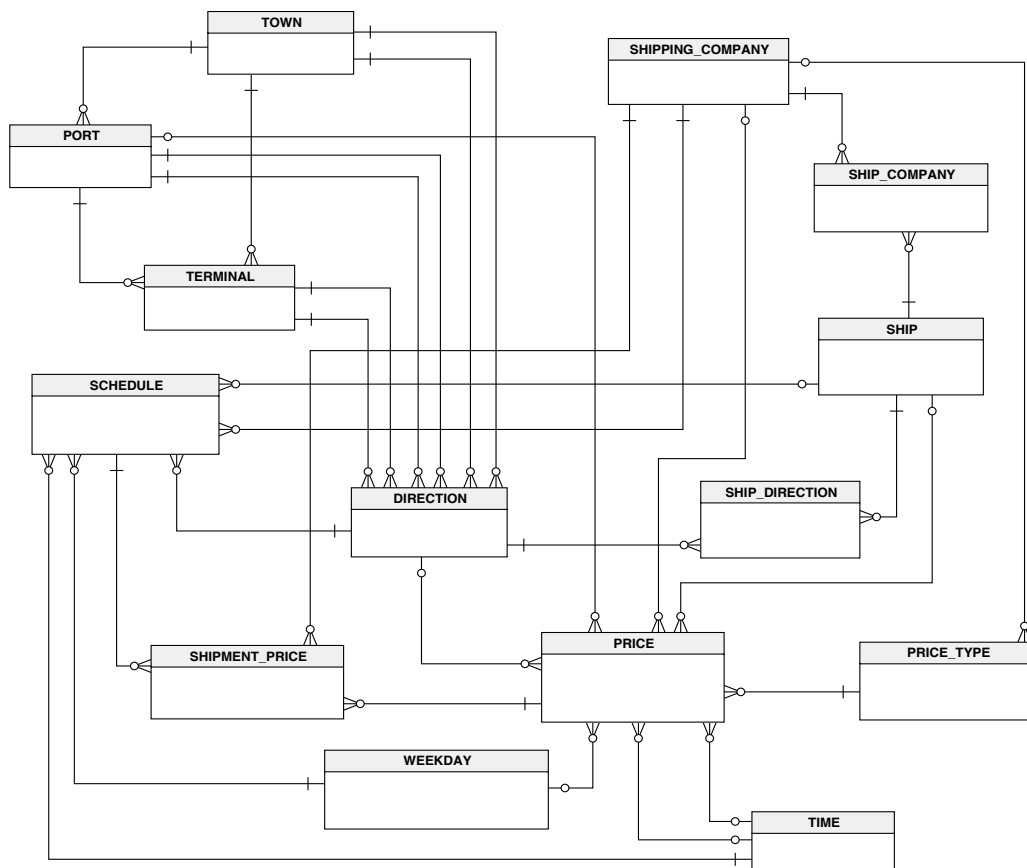 TOWN
SHIPPING_COMPANY
PORT
SHIP_COMPANY
TERMINAL
SHIP
SCHEDULE
DIRECTION
SHIP_DIRECTION
SHIPMENT_PRICE
PRICE
PRICE_TYPE
WEEKDAY
TIME